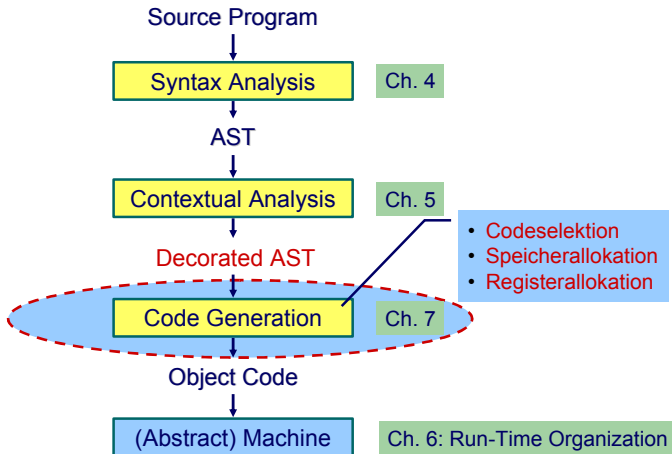 Source Program
Syntax Analysis
Ch. 4
AST
Contextual Analysis
Ch. 5
• Codeselektion
• Speicherallokation
• Registerallokation
Decorated AST
Code Generation
Ch. 7
Object Code
(Abstract) Machine
Ch. 6: Run-Time Organization